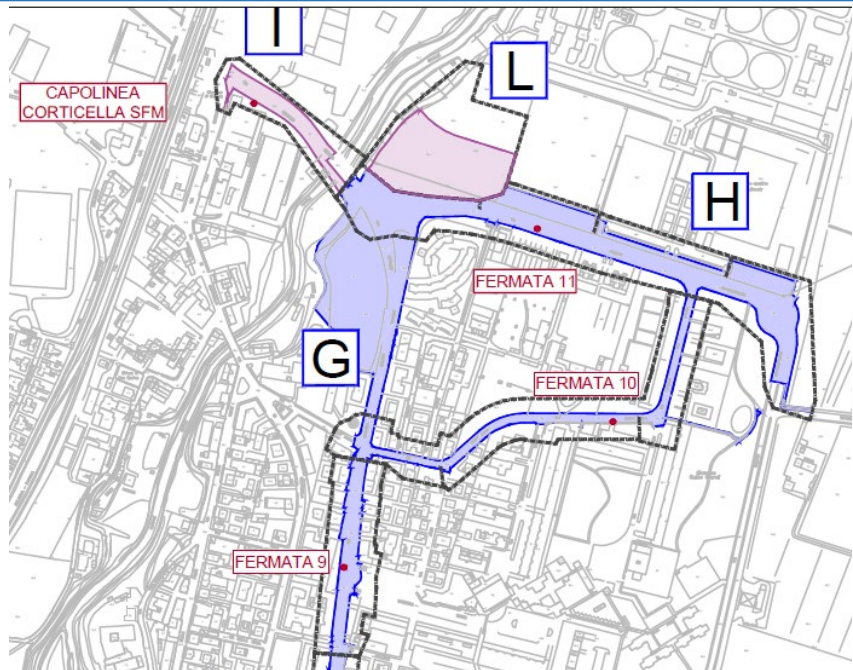 CAPOLINEA
CORTICELLA SFM
L
H
FERMATA 11
G
FERMATA 10
FERMATA 9